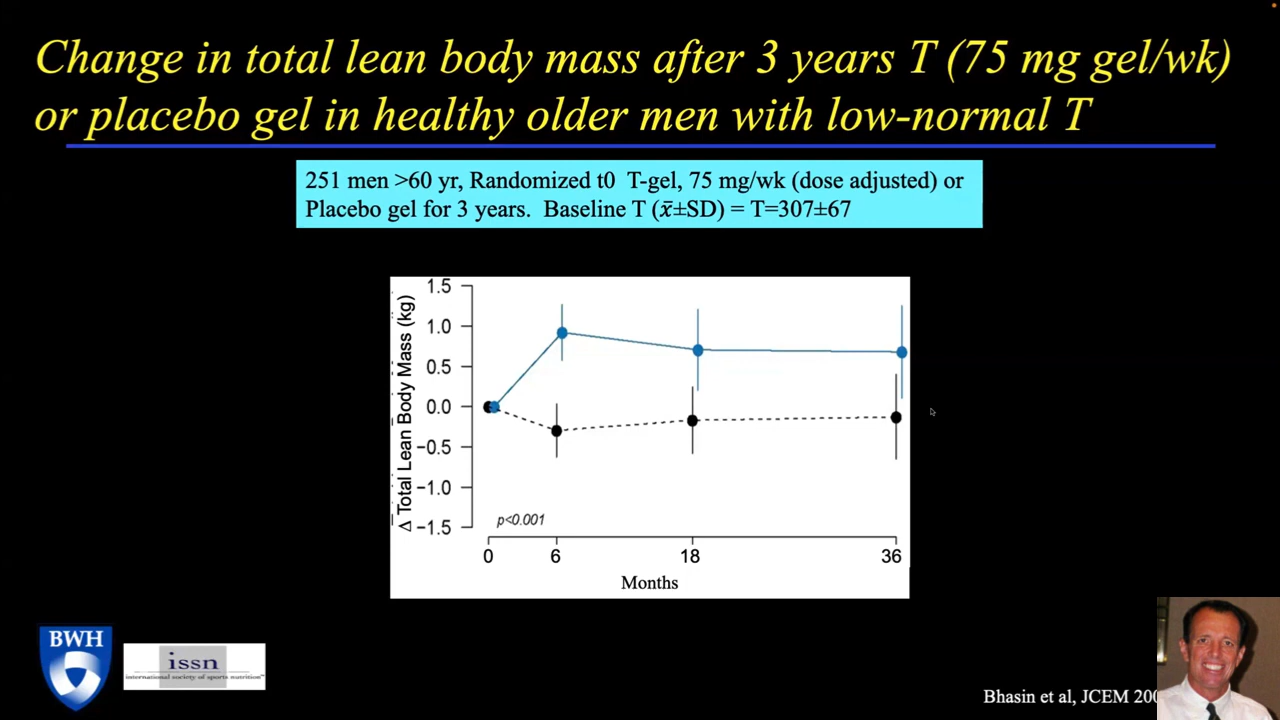 Change in total lean body mass after 3 years T (75 mg gel/wk)
or placebo gel in healthy older men with low-normal T
251 men >60 yr, Randomized t0 T-gel, 75 mg/wk (dose adjusted) or
Placebo gel for 3 years. Baseline T (x̄±SD) = T=307±67
Δ Total Lean Body Mass (kg)
1.5
1.0
0.5
0.0
−0.5
−1.0
−1.5
p<0.001
0 6 18 36
Months
BWH
issn
international society of sports nutrition™
Bhasin et al, JCEM